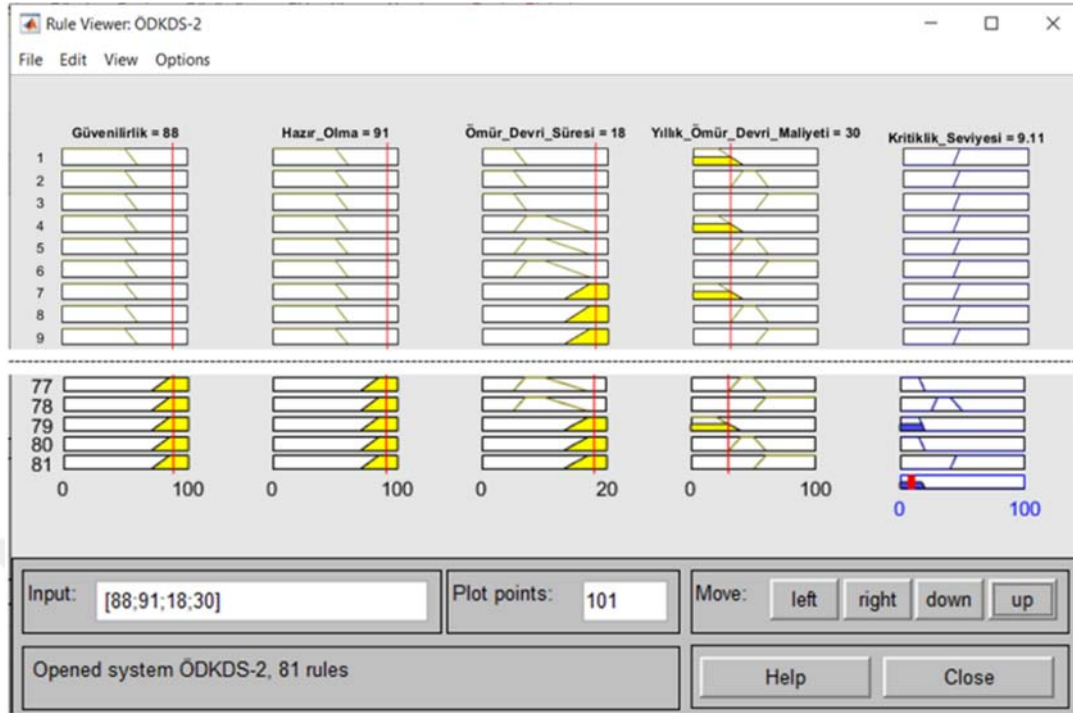 Rule Viewer: ÖDKDS-2
File Edit View Options
Güvenilirlik = 88 Hazır_Olma = 91 Ömür_Devri_Süresi = 18 Yıllık_Ömür_Devri_Maliyeti = 30 Kritiklik_Seviyesi = 9.11
1
2
3
4
5
6
7
8
9
77
78
79
80
81
0 100 0 100 0 20 0 100 0 100
Input: [88;91;18;30] Plot points: 101 Move: left right down up
Opened system ÖDKDS-2, 81 rules Help Close